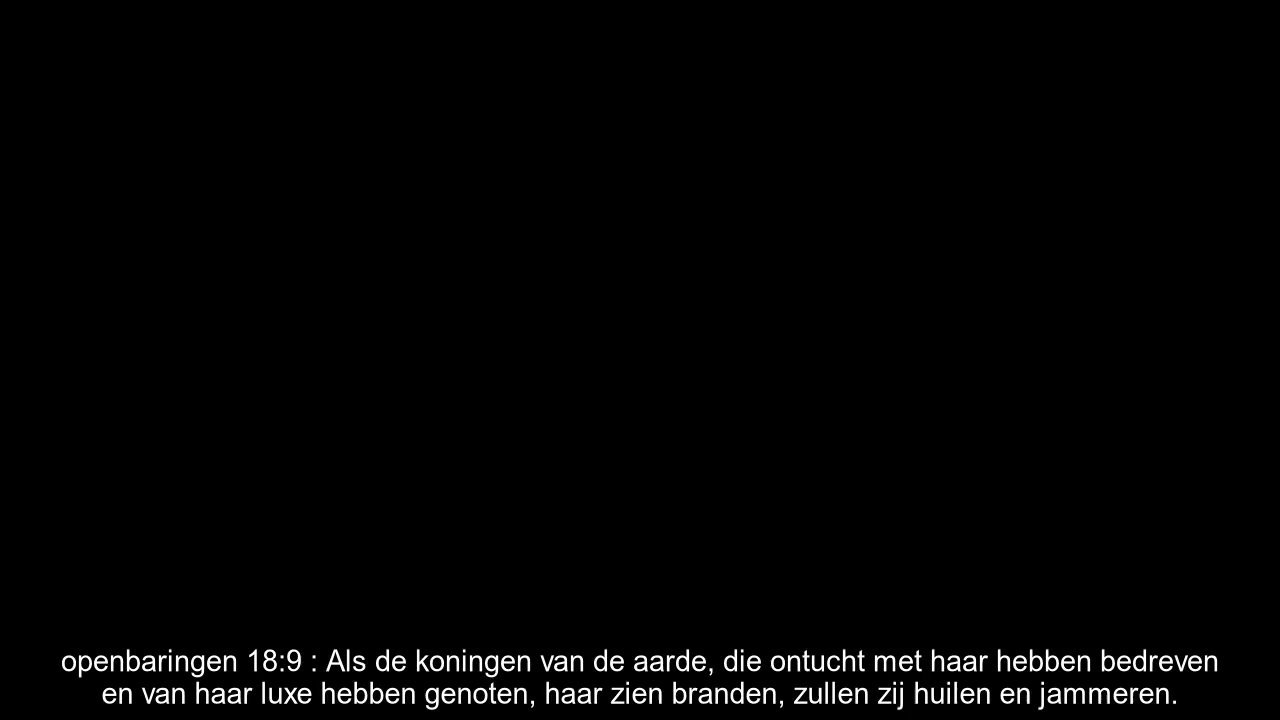 openbaringen 18:9 : Als de koningen van de aarde, die ontucht met haar hebben bedreven
en van haar luxe hebben genoten, haar zien branden, zullen zij huilen en jammeren.